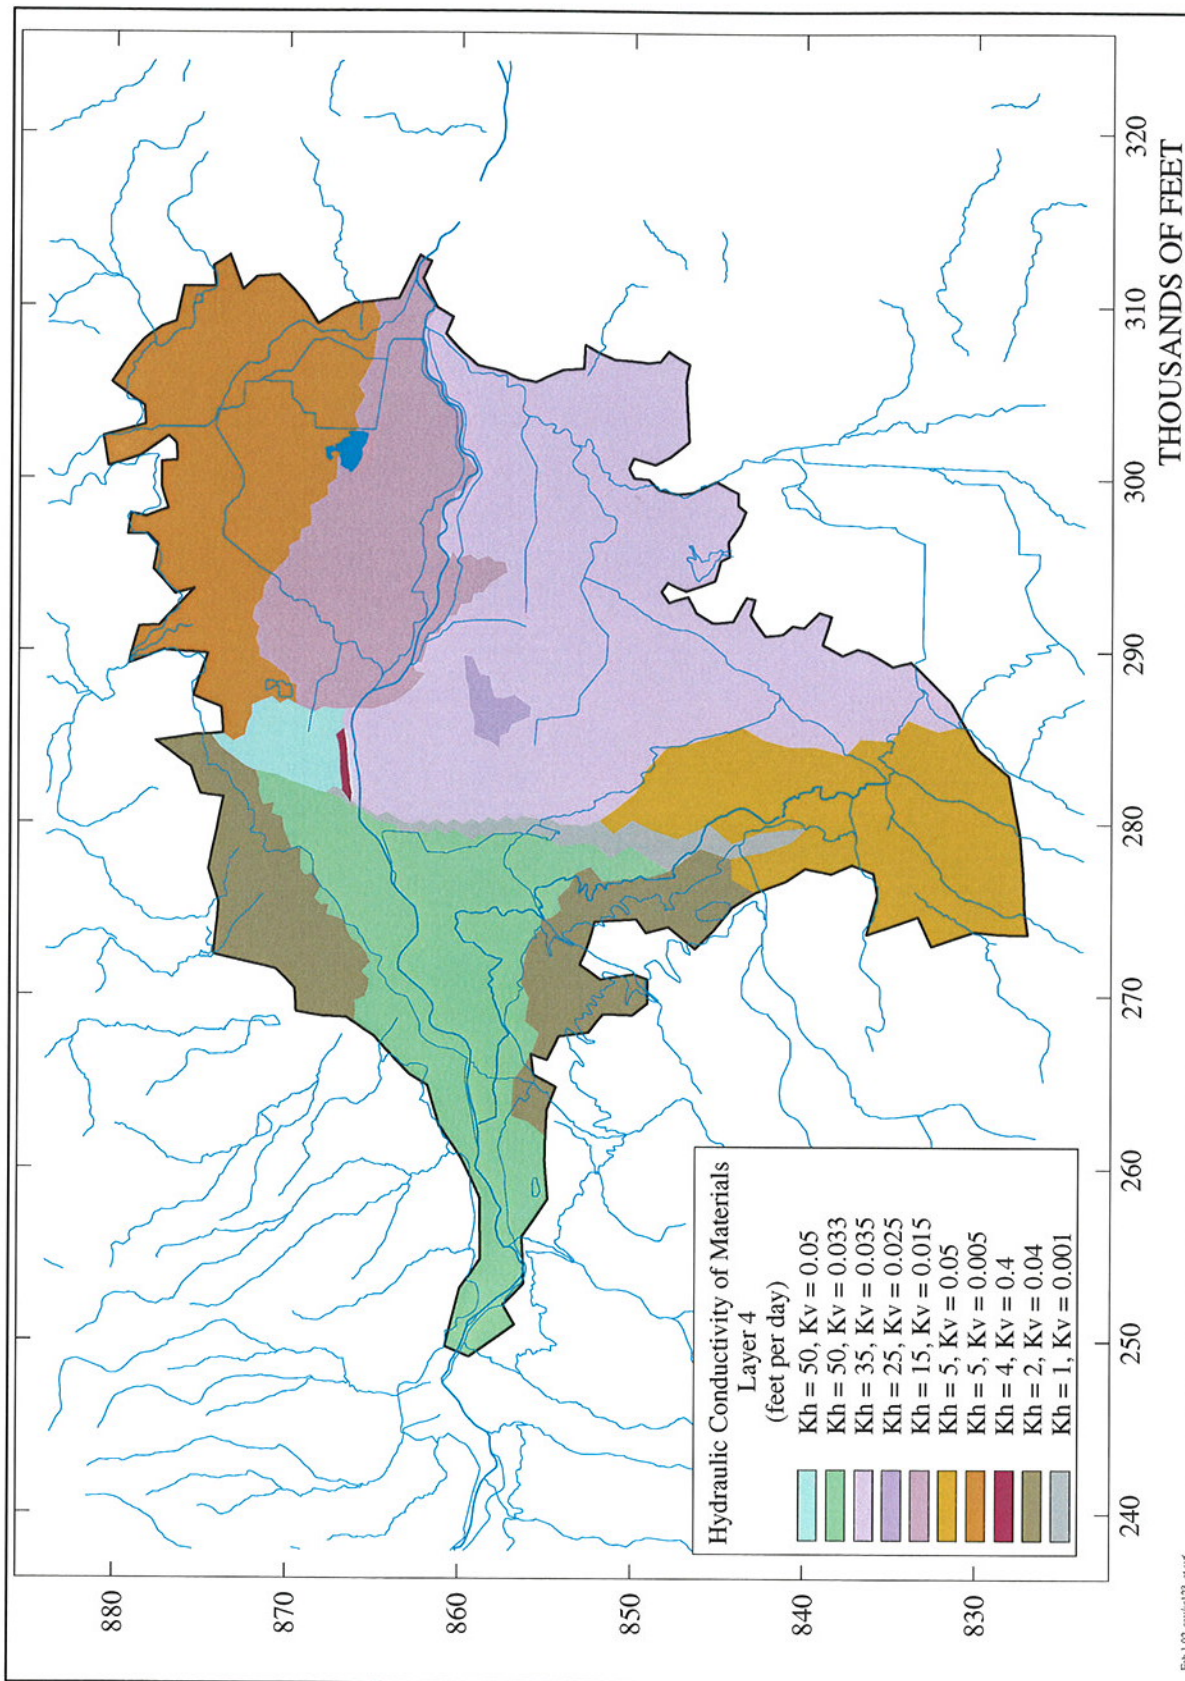 Hydraulic Conductivity of Materials
Layer 4
(feet per day)
Kh = 50, Kv = 0.05
Kh = 50, Kv = 0.033
Kh = 35, Kv = 0.035
Kh = 25, Kv = 0.025
Kh = 15, Kv = 0.015
Kh = 5, Kv = 0.05
Kh = 5, Kv = 0.005
Kh = 4, Kv = 0.4
Kh = 2, Kv = 0.04
Kh = 1, Kv = 0.001
880
870
860
850
840
830
240
250
260
270
280
290
300
310
320
THOUSANDS OF FEET